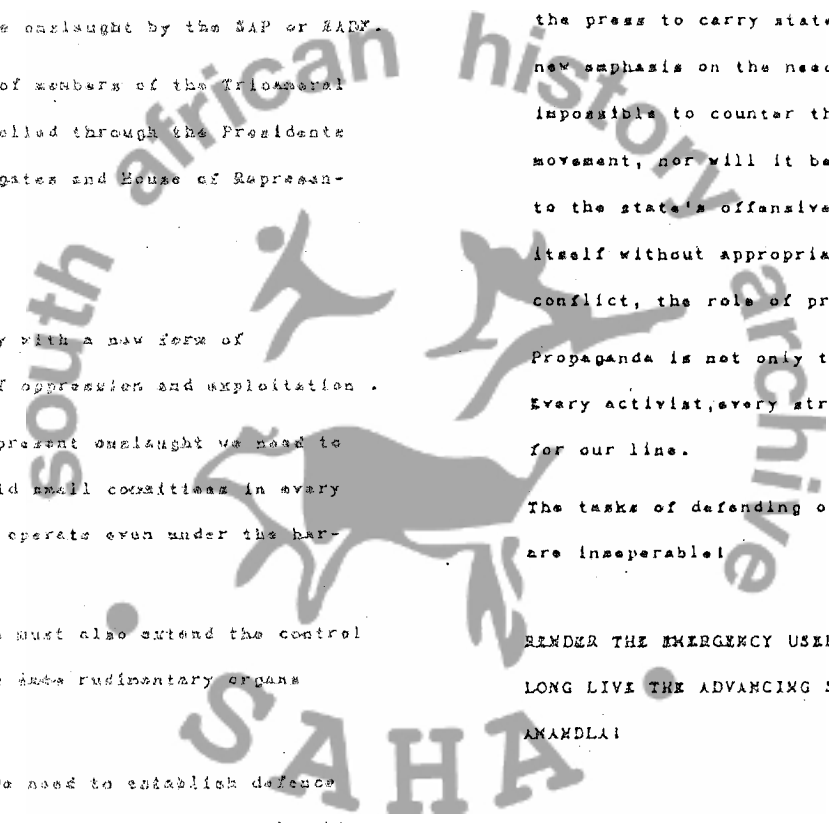 e onslaught by the SAP or SADF.
of members of the Tricameral
olled through the Presidents
gates and House of Represen-
y with a new form of
f oppression and exploitation .
present onslaught we need to
id small committees in every
operate even under the har-
must also extend the control
rudimentary organs
need to establish defence
the press to carry state
new emphasis on the need
impossible to counter th
movement, nor will it be
to the state's offensive
itself without appropria
conflict, the role of pr
Propaganda is not only t
Every activist,every str
for our line.
The tasks of defending o
are inseperable!
RENDER THE EMERGENCY USE
LONG LIVE THE ADVANCING
AMANDLA!
south african history archive
SAHA